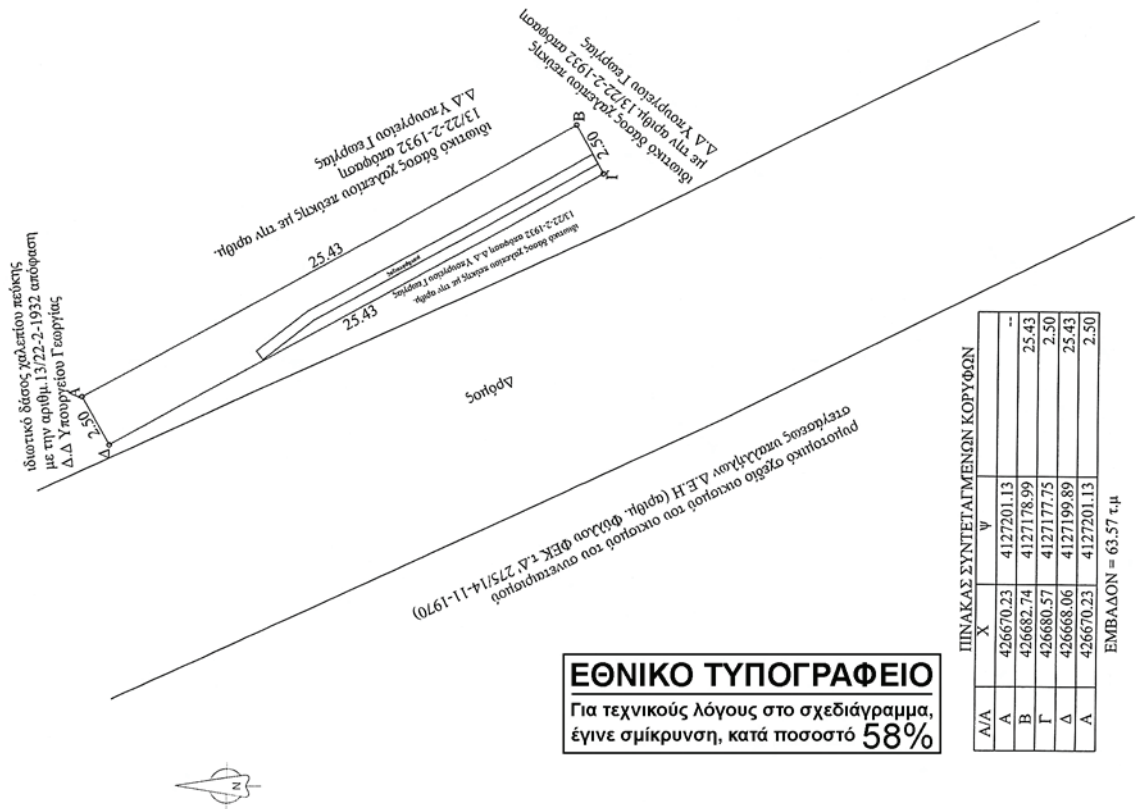 ιδιωτικό δάσος χαλεπίου πεύκης
με την αριθμ.13/22-2-1932 απόφαση
Δ.Δ Υπουργείου Γεωργίας
Α
2.50
Δ
ιδιωτικό δάσος χαλεπίου πεύκης με την αριθμ.
13/22-2-1932 απόφαση
Δ.Δ Υπουργείου Γεωργίας
25.43
Β
2.50
Γ
ιδιωτικό δάσος χαλεπίου πεύκης
με την αριθμ.13/22-2-1932 απόφαση
Δ.Δ Υπουργείου Γεωργίας
25.43
ιδιωτικό δάσος χαλεπίου πεύκης με την αριθμ.
13/22-2-1932 απόφαση Δ.Δ Υπουργείου Γεωργίας
Δρόμος
ρυμοτομικό σχέδιο οικισμού του οικισμού του συνεταιρισμού
στεγάσεως υπαλλήλων Δ.Ε.Η (αριθμ. Φύλλου ΦΕΚ τ.Δ' 275/14-11-1970)
ΠΙΝΑΚΑΣ ΣΥΝΤΕΤΑΓΜΕΝΩΝ ΚΟΡΥΦΩΝ
Α/Α Χ Ψ
Α 426670.23 4127201.13 --
Β 426682.74 4127178.99 25.43
Γ 426680.57 4127177.75 2.50
Δ 426668.06 4127199.89 25.43
Α 426670.23 4127201.13 2.50
ΕΜΒΑΔΟΝ = 63.57 τ.μ
ΕΘΝΙΚΟ ΤΥΠΟΓΡΑΦΕΙΟ
Για τεχνικούς λόγους στο σχεδιάγραμμα,
έγινε σμίκρυνση, κατά ποσοστό 58%
N